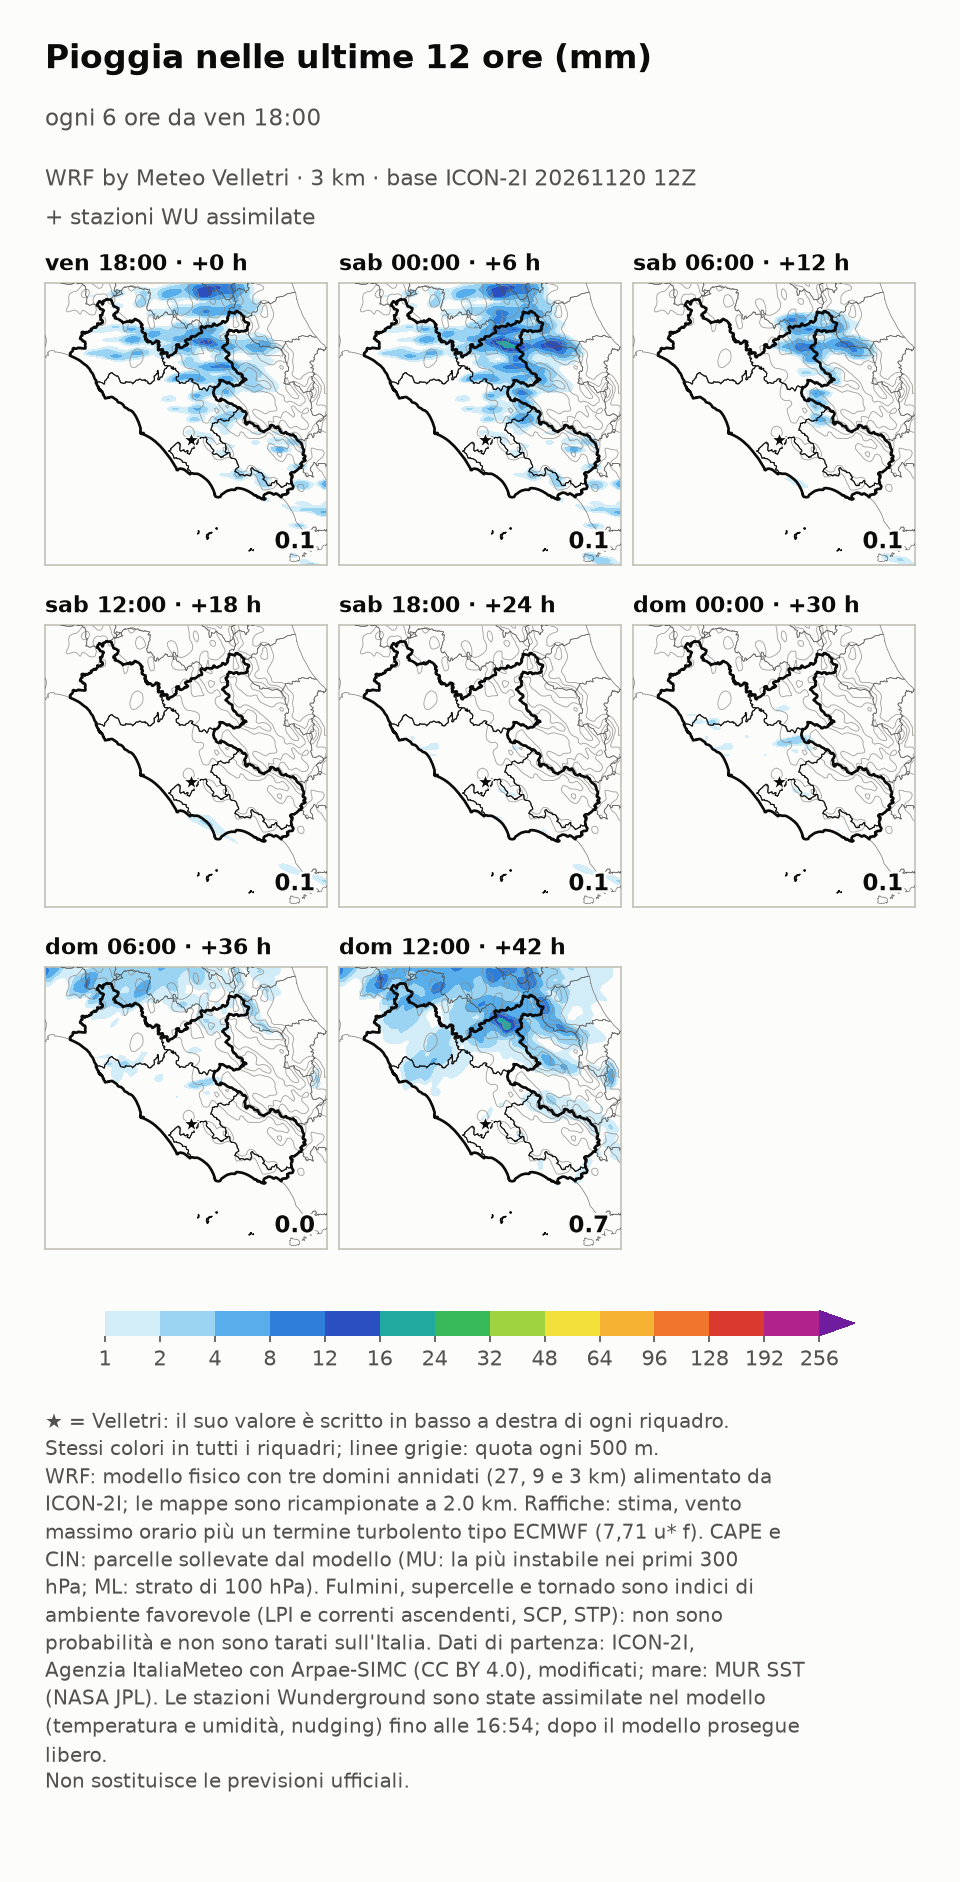 Pioggia nelle ultime 12 ore (mm)
ogni 6 ore da ven 18:00
WRF by Meteo Velletri · 3 km · base ICON-2I 20261120 12Z
+ stazioni WU assimilate
ven 18:00 · +0 h
sab 00:00 · +6 h
sab 06:00 · +12 h
0.1
0.1
0.1
sab 12:00 · +18 h
sab 18:00 · +24 h
dom 00:00 · +30 h
0.1
0.1
0.1
dom 06:00 · +36 h
dom 12:00 · +42 h
0.0
0.7
1 2 4 8 12 16 24 32 48 64 96 128 192 256
★ = Velletri: il suo valore è scritto in basso a destra di ogni riquadro.
Stessi colori in tutti i riquadri; linee grigie: quota ogni 500 m.
WRF: modello fisico con tre domini annidati (27, 9 e 3 km) alimentato da
ICON-2I; le mappe sono ricampionate a 2.0 km. Raffiche: stima, vento
massimo orario più un termine turbolento tipo ECMWF (7,71 u* f). CAPE e
CIN: parcelle sollevate dal modello (MU: la più instabile nei primi 300
hPa; ML: strato di 100 hPa). Fulmini, supercelle e tornado sono indici di
ambiente favorevole (LPI e correnti ascendenti, SCP, STP): non sono
probabilità e non sono tarati sull'Italia. Dati di partenza: ICON-2I,
Agenzia ItaliaMeteo con Arpae-SIMC (CC BY 4.0), modificati; mare: MUR SST
(NASA JPL). Le stazioni Wunderground sono state assimilate nel modello
(temperatura e umidità, nudging) fino alle 16:54; dopo il modello prosegue
libero.
Non sostituisce le previsioni ufficiali.